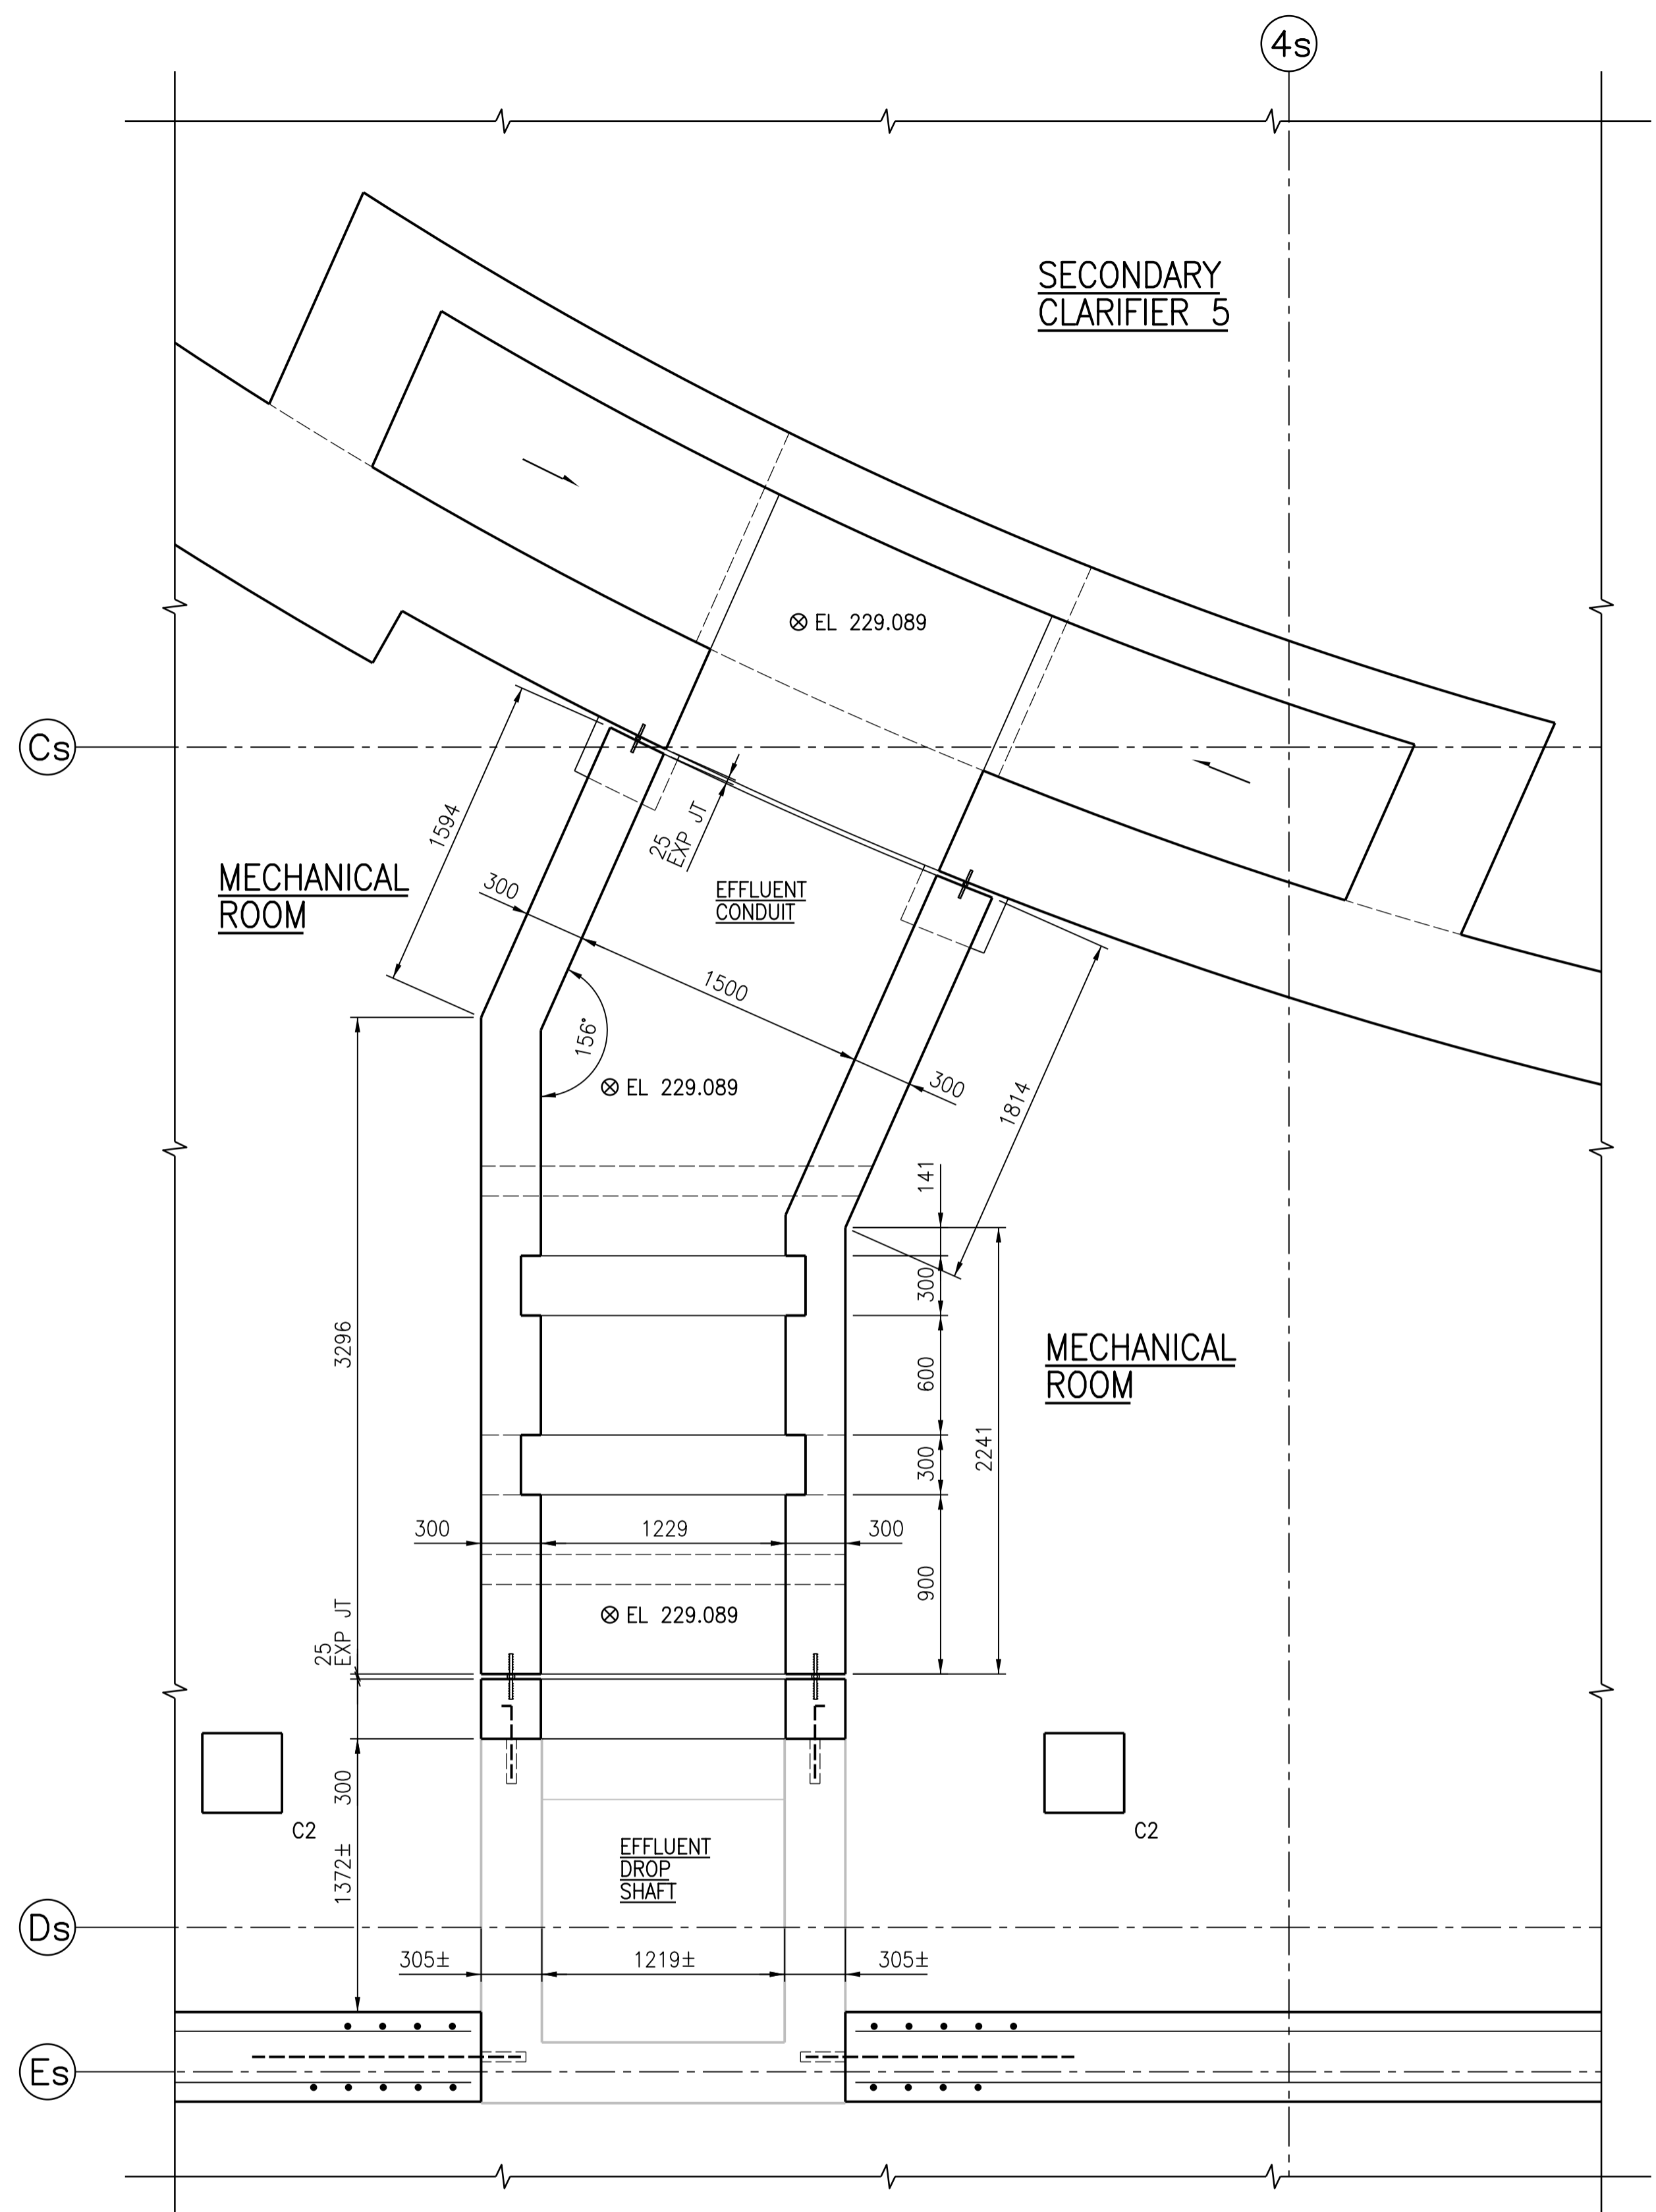 4s
SECONDARY
CLARIFIER 5
EL 229.089
Cs
1594
25
EXP JT
MECHANICAL
ROOM
300
EFFLUENT
CONDUIT
1500
156°
EL 229.089
300
1814
141
300
3296
600
MECHANICAL
ROOM
2241
300
300
1229
300
900
25
EXP JT
EL 229.089
300
C2
C2
1372±
EFFLUENT
DROP
SHAFT
Ds
305±
1219±
305±
Es